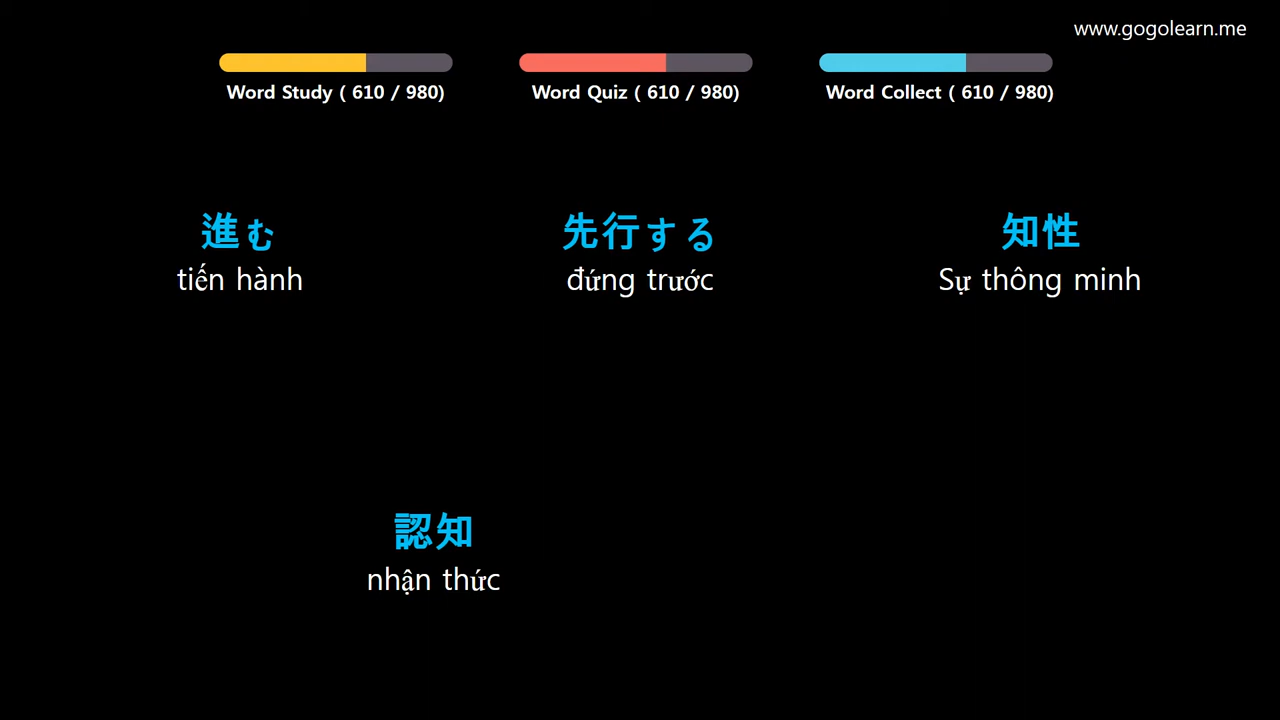 www.gogolearn.me
Word Study ( 610 / 980)
Word Quiz ( 610 / 980)
Word Collect ( 610 / 980)
進む
tiến hành
先行する
đứng trước
知性
Sự thông minh
認知
nhận thức